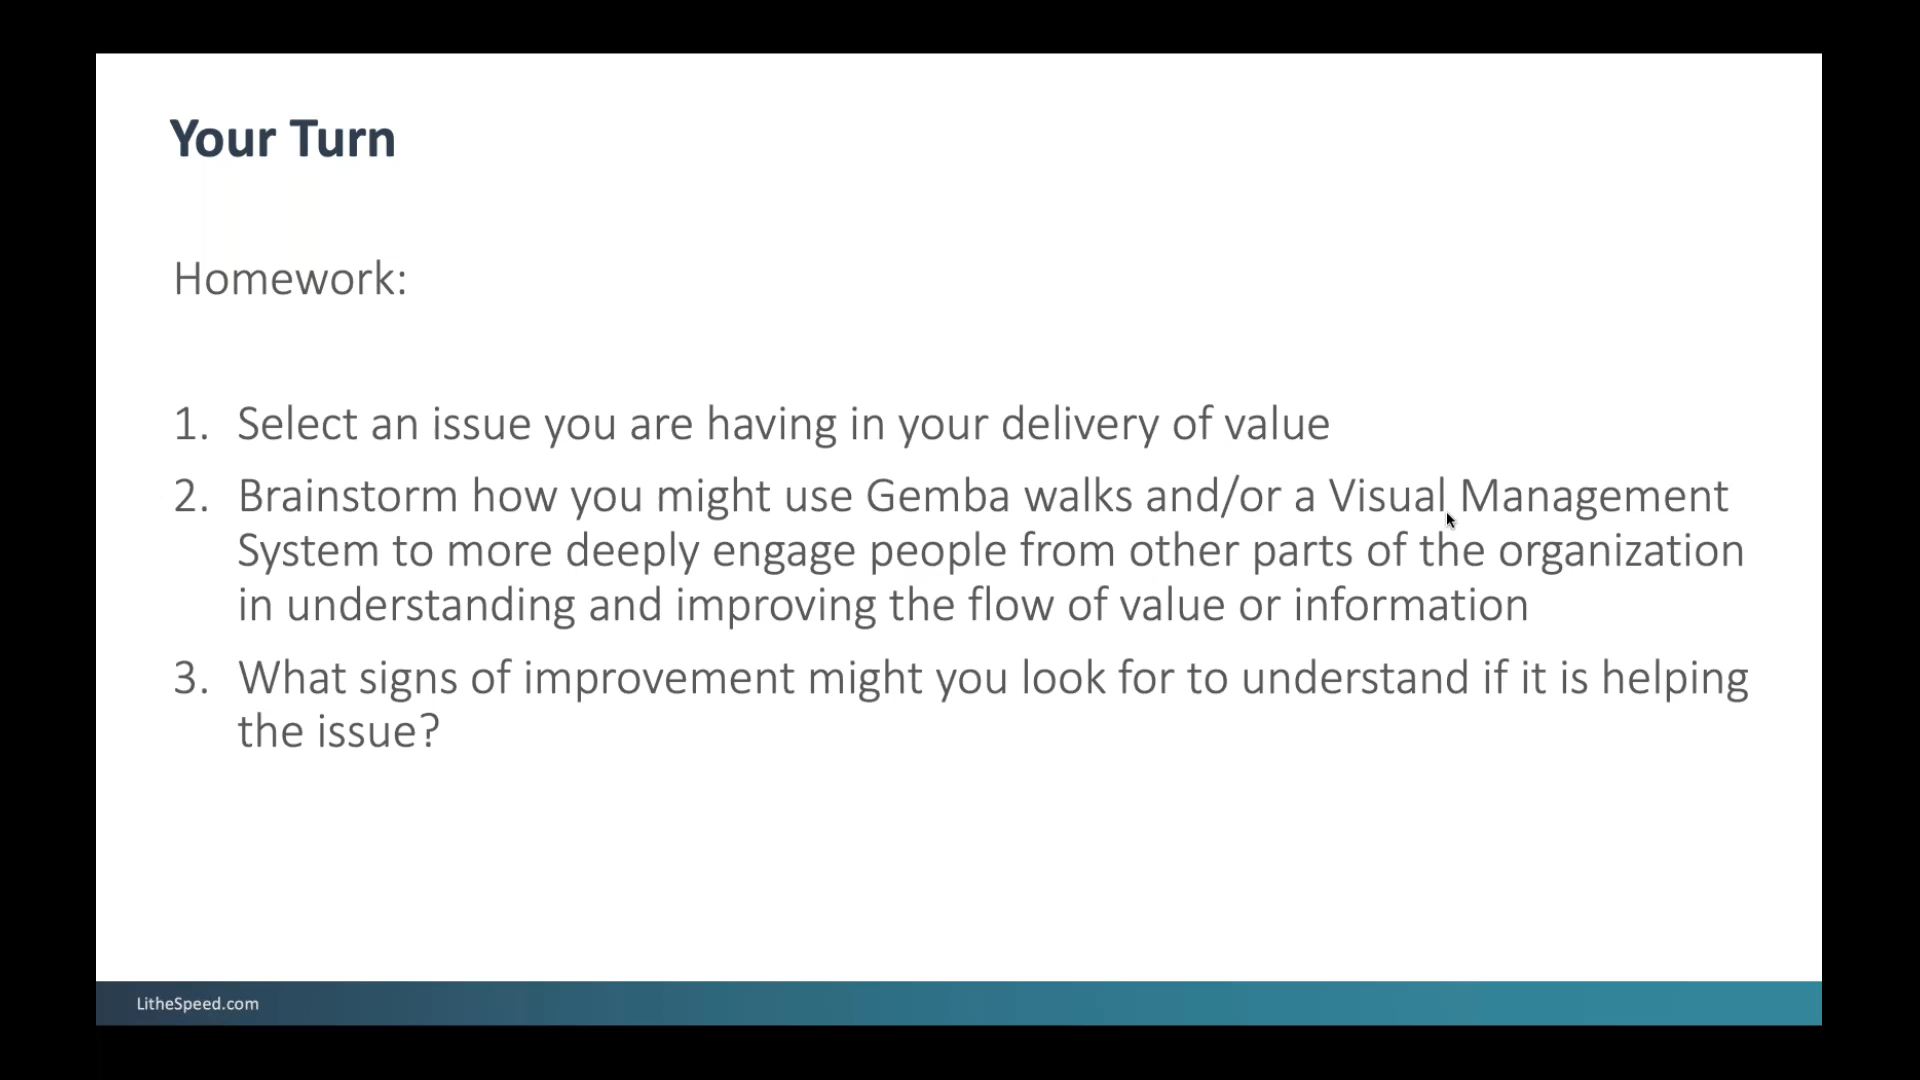 Your Turn
Homework:
1. Select an issue you are having in your delivery of value
2. Brainstorm how you might use Gemba walks and/or a Visual Management
System to more deeply engage people from other parts of the organization
in understanding and improving the flow of value or information
3. What signs of improvement might you look for to understand if it is helping
the issue?
LitheSpeed.com